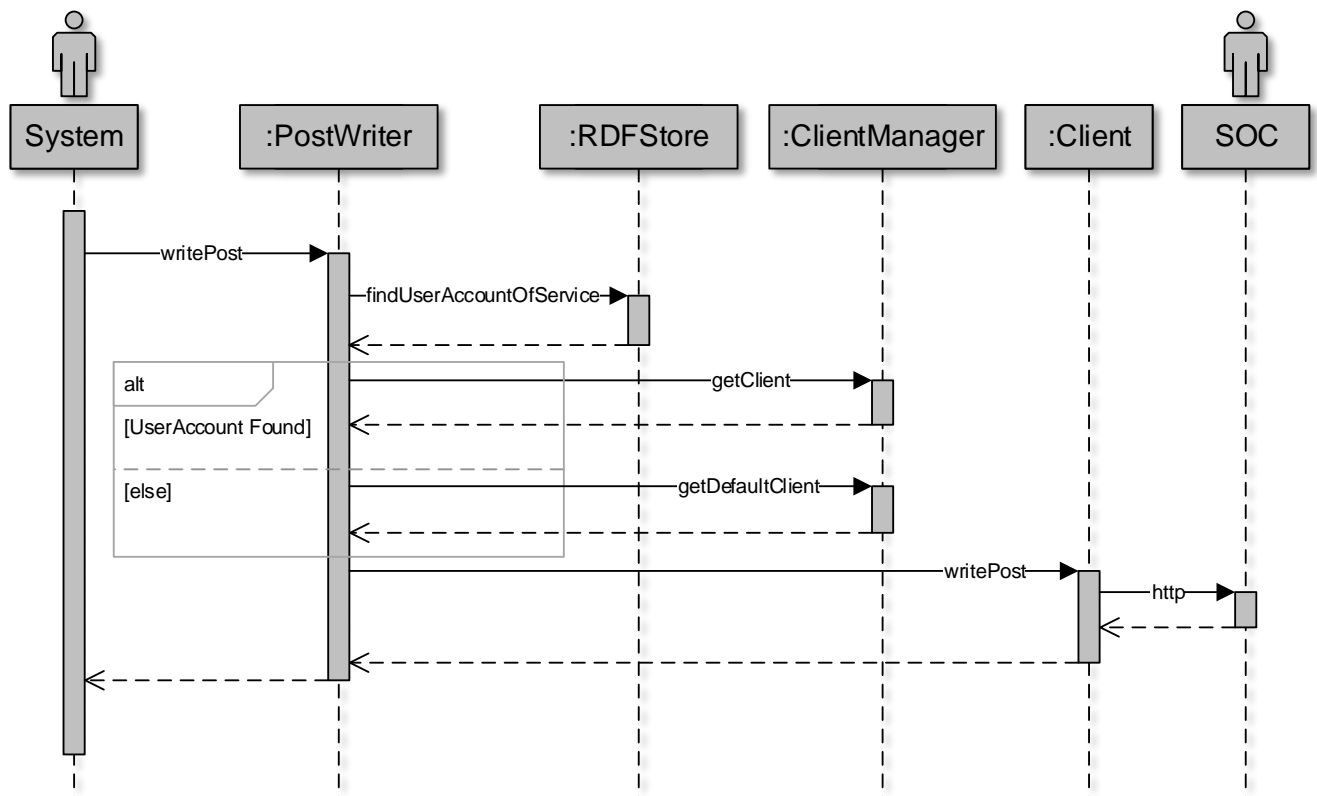 System
:PostWriter
:RDFStore
:ClientManager
:Client
SOC
writePost
findUserAccountOfService
alt
getClient
[UserAccount Found]
[else]
getDefaultClient
writePost
http